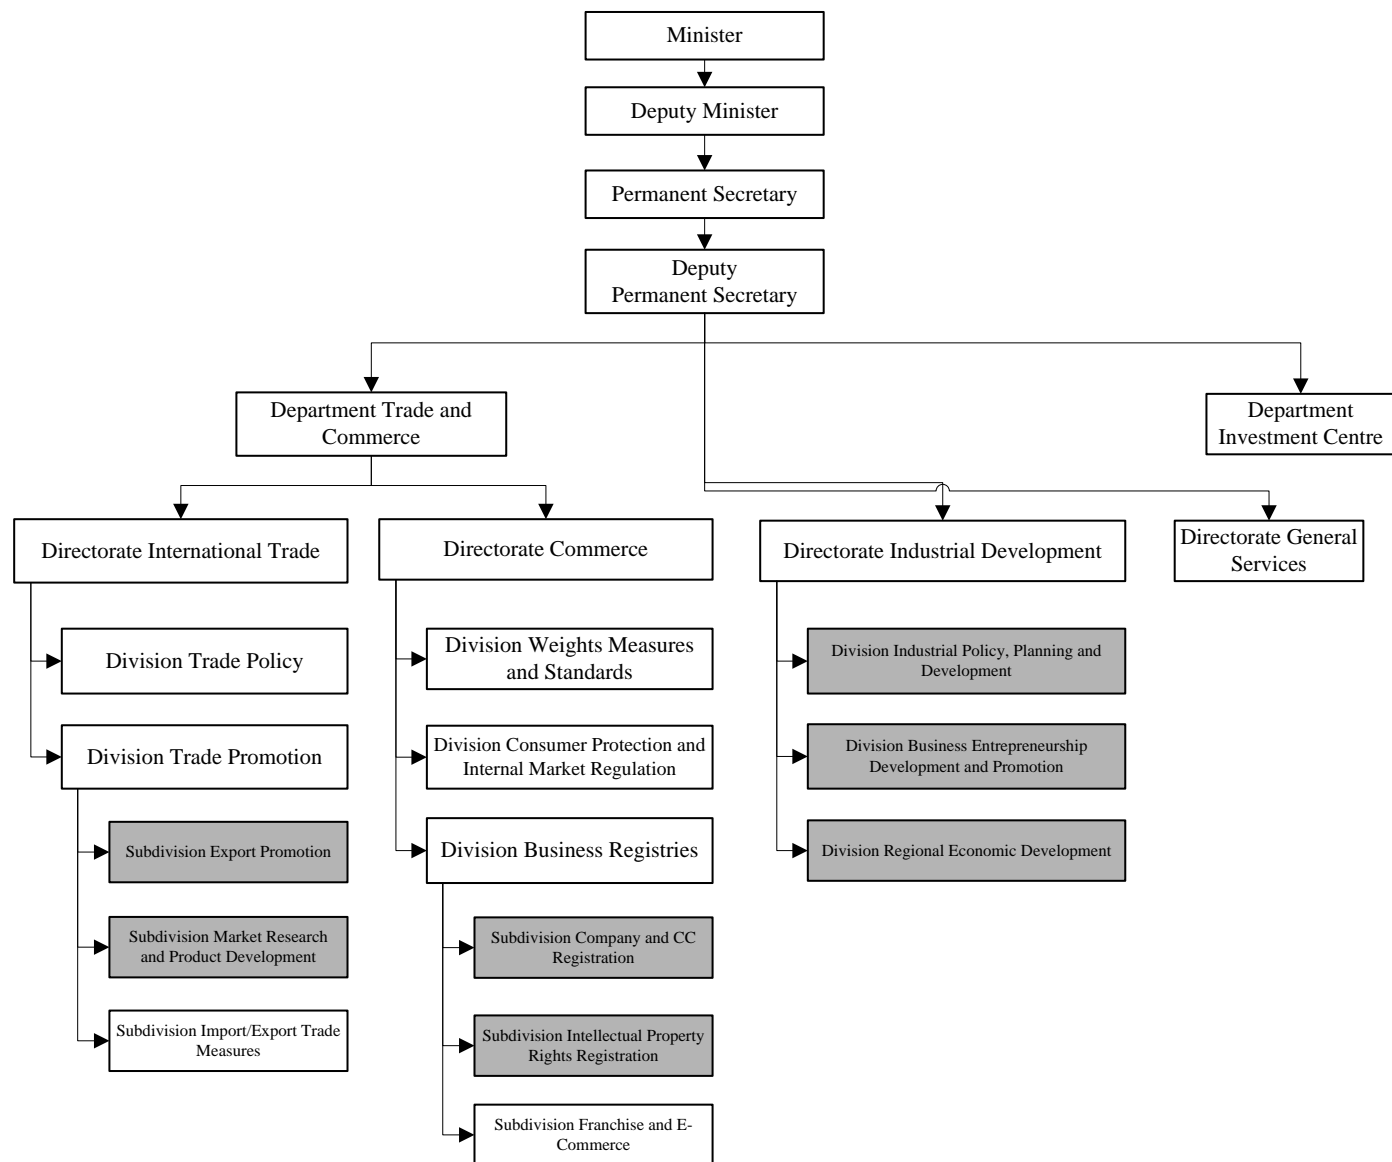 Minister
Deputy Minister
Permanent Secretary
Deputy
Permanent Secretary
Department Trade and
Commerce
Department
Investment Centre
Directorate International Trade
Directorate Commerce
Directorate Industrial Development
Directorate General
Services
Division Trade Policy
Division Trade Promotion
Subdivision Export Promotion
Subdivision Market Research
and Product Development
Subdivision Import/Export Trade
Measures
Division Weights Measures
and Standards
Division Consumer Protection and
Internal Market Regulation
Division Business Registries
Subdivision Company and CC
Registration
Subdivision Intellectual Property
Rights Registration
Subdivision Franchise and E-
Commerce
Division Industrial Policy, Planning and
Development
Division Business Entrepreneurship
Development and Promotion
Division Regional Economic Development